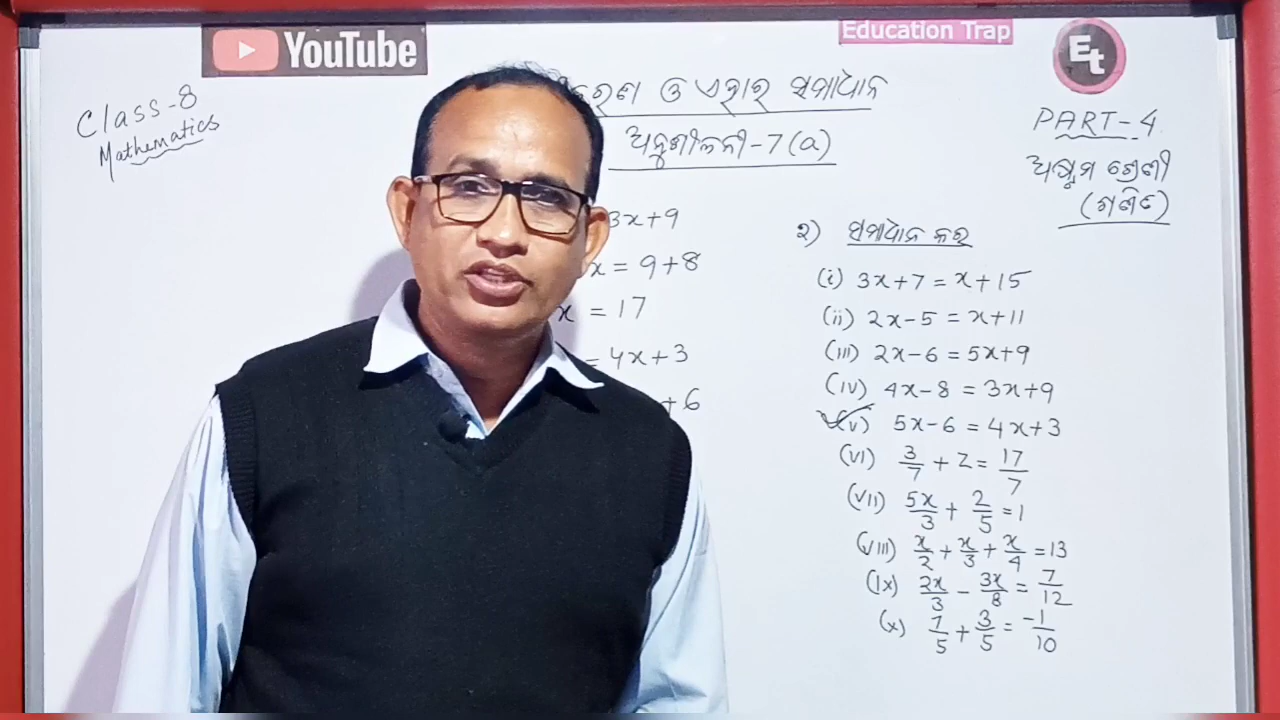 YouTube
Education Trap
Et
Class-8
Mathematics
ଓ ଏହାର ସମାଧାନ
ଅନୁଶୀଳନୀ-7(a)
PART-4
ଅଷ୍ଟମ ଶ୍ରେଣୀ
(ଗଣିତ)
3x+9
x = 9+8
x = 17
= 4x+3
+6
୨) ସମାଧାନ କର
(i) 3x+7 = x+15
(ii) 2x-5 = x+11
(iii) 2x-6 = 5x+9
(iv) 4x-8 = 3x+9
(v) 5x-6 = 4x+3
(vi) 3/7 + Z = 17/7
(vii) 5x/3 + 2/5 = 1
(viii) x/2 + x/3 + x/4 = 13
(ix) 2x/3 - 3x/8 = 7/12
(x) 7/5 + 3/5 = -1/10